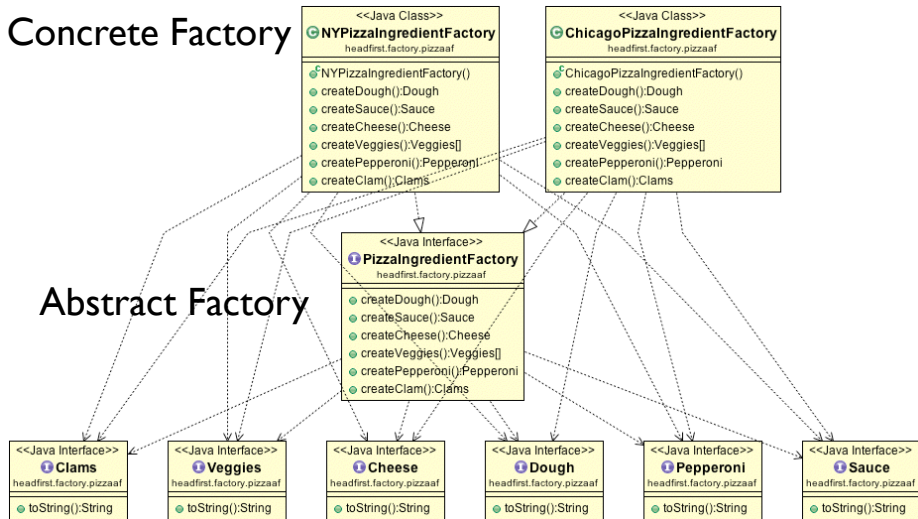 Concrete Factory
<<Java Class>>
NYPizzaIngredientFactory
headfirst.factory.pizzaaf
NYPizzaIngredientFactory()
createDough():Dough
createSauce():Sauce
createCheese():Cheese
createVeggies():Veggies[]
createPepperoni():Pepperoni
createClam():Clams
<<Java Class>>
ChicagoPizzaIngredientFactory
headfirst.factory.pizzaaf
ChicagoPizzaIngredientFactory()
createDough():Dough
createSauce():Sauce
createCheese():Cheese
createVeggies():Veggies[]
createPepperoni():Pepperoni
createClam():Clams
Abstract Factory
<<Java Interface>>
PizzaIngredientFactory
headfirst.factory.pizzaaf
createDough():Dough
createSauce():Sauce
createCheese():Cheese
createVeggies():Veggies[]
createPepperoni():Pepperoni
createClam():Clams
<<Java Interface>>
Clams
headfirst.factory.pizzaaf
toString():String
<<Java Interface>>
Veggies
headfirst.factory.pizzaaf
toString():String
<<Java Interface>>
Cheese
headfirst.factory.pizzaaf
toString():String
<<Java Interface>>
Dough
headfirst.factory.pizzaaf
toString():String
<<Java Interface>>
Pepperoni
headfirst.factory.pizzaaf
toString():String
<<Java Interface>>
Sauce
headfirst.factory.pizzaaf
toString():String